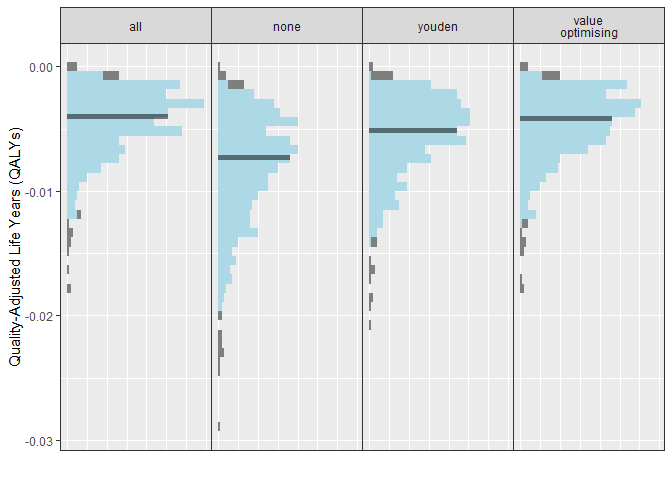 all
none
youden
value
optimising
Quality-Adjusted Life Years (QALYs)
0.00
-0.01
-0.02
-0.03